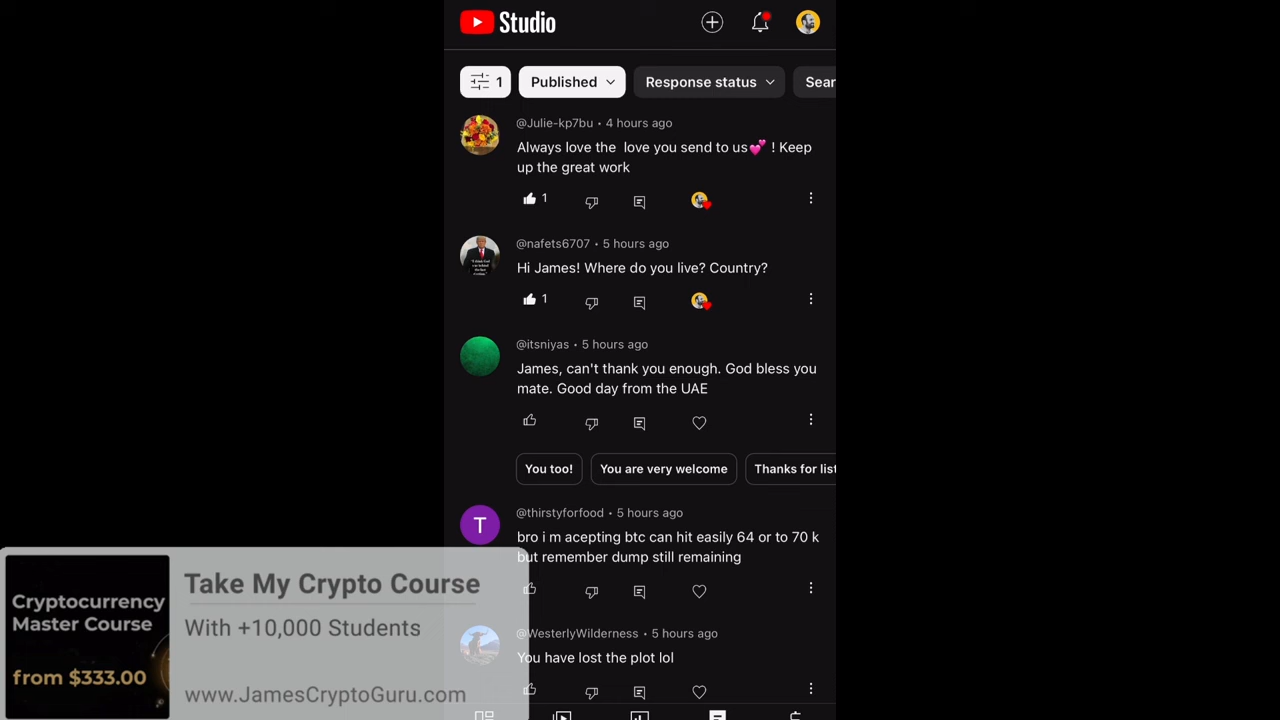 Studio
1
Published
Response status
Sear
@Julie-kp7bu • 4 hours ago
Always love the love you send to us💕 ! Keep
up the great work
1
@nafets6707 • 5 hours ago
Hi James! Where do you live? Country?
1
@itsniyas • 5 hours ago
James, can't thank you enough. God bless you
mate. Good day from the UAE
You too!
You are very welcome
Thanks for list
T
@thirstyforfood • 5 hours ago
bro i m acepting btc can hit easily 64 or to 70 k
but remember dump still remaining
@WesterlyWilderness • 5 hours ago
You have lost the plot lol
Cryptocurrency
Master Course
from $333.00
Take My Crypto Course
With +10,000 Students
www.JamesCryptoGuru.com